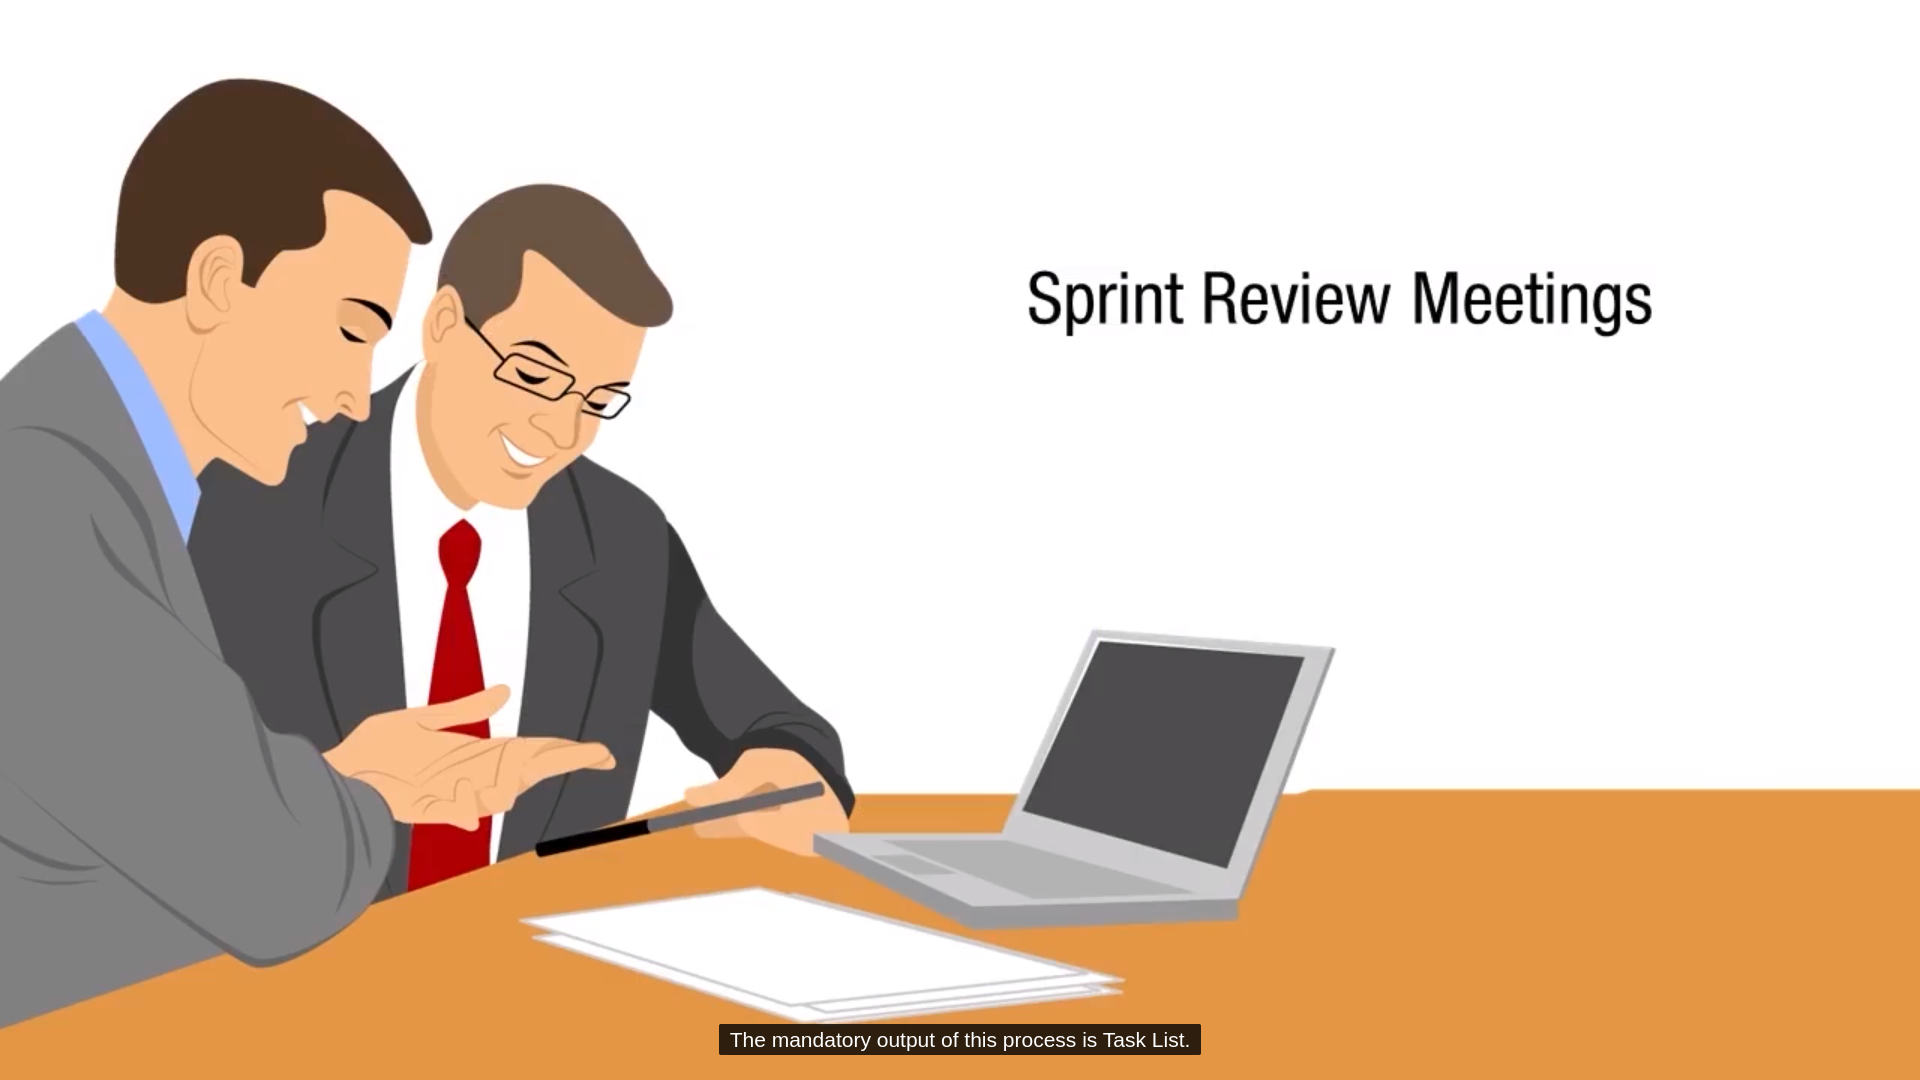 Sprint Review Meetings
The mandatory output of this process is Task List.